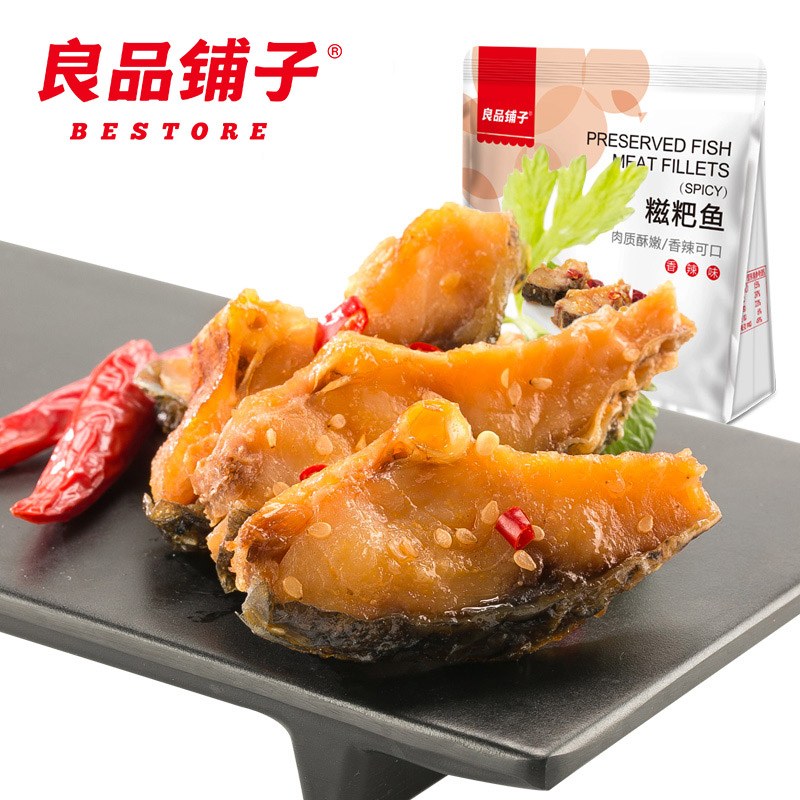 良品铺子®
BESTORE
良品铺子®
PRESERVED FISH
MEAT FILLETS
(SPICY)
糍粑鱼
肉质酥嫩/香辣可口
香辣味